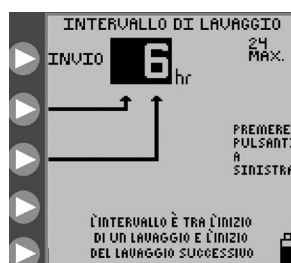 INTERVALLO DI LAVAGGIO
INVIO 6 hr
24
MAX.
PREMERE
PULSANTI
A
SINISTRA
L'INTERVALLO È TRA L'INIZIO
DI UN LAVAGGIO E L'INIZIO
DEL LAVAGGIO SUCCESSIVO